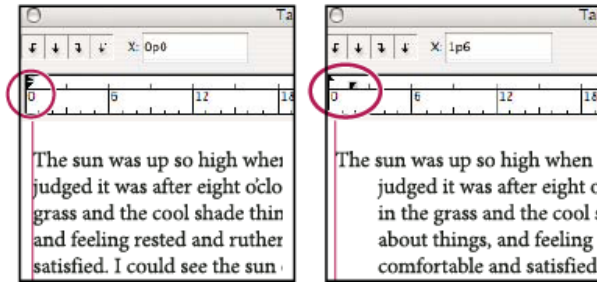 Ta
X: 0p0
0 6 12 18
The sun was up so high when
judged it was after eight o'clo
grass and the cool shade thin
and feeling rested and ruther
satisfied. I could see the sun
Ta
X: 1p6
0 6 12 18
The sun was up so high when
judged it was after eight o
in the grass and the cool s
about things, and feeling
comfortable and satisfied